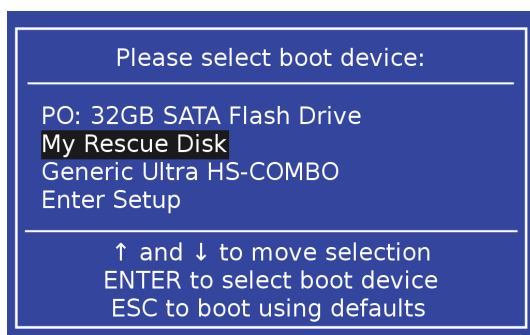 Please select boot device:
PO: 32GB SATA Flash Drive
My Rescue Disk
Generic Ultra HS-COMBO
Enter Setup
↑ and ↓ to move selection
ENTER to select boot device
ESC to boot using defaults